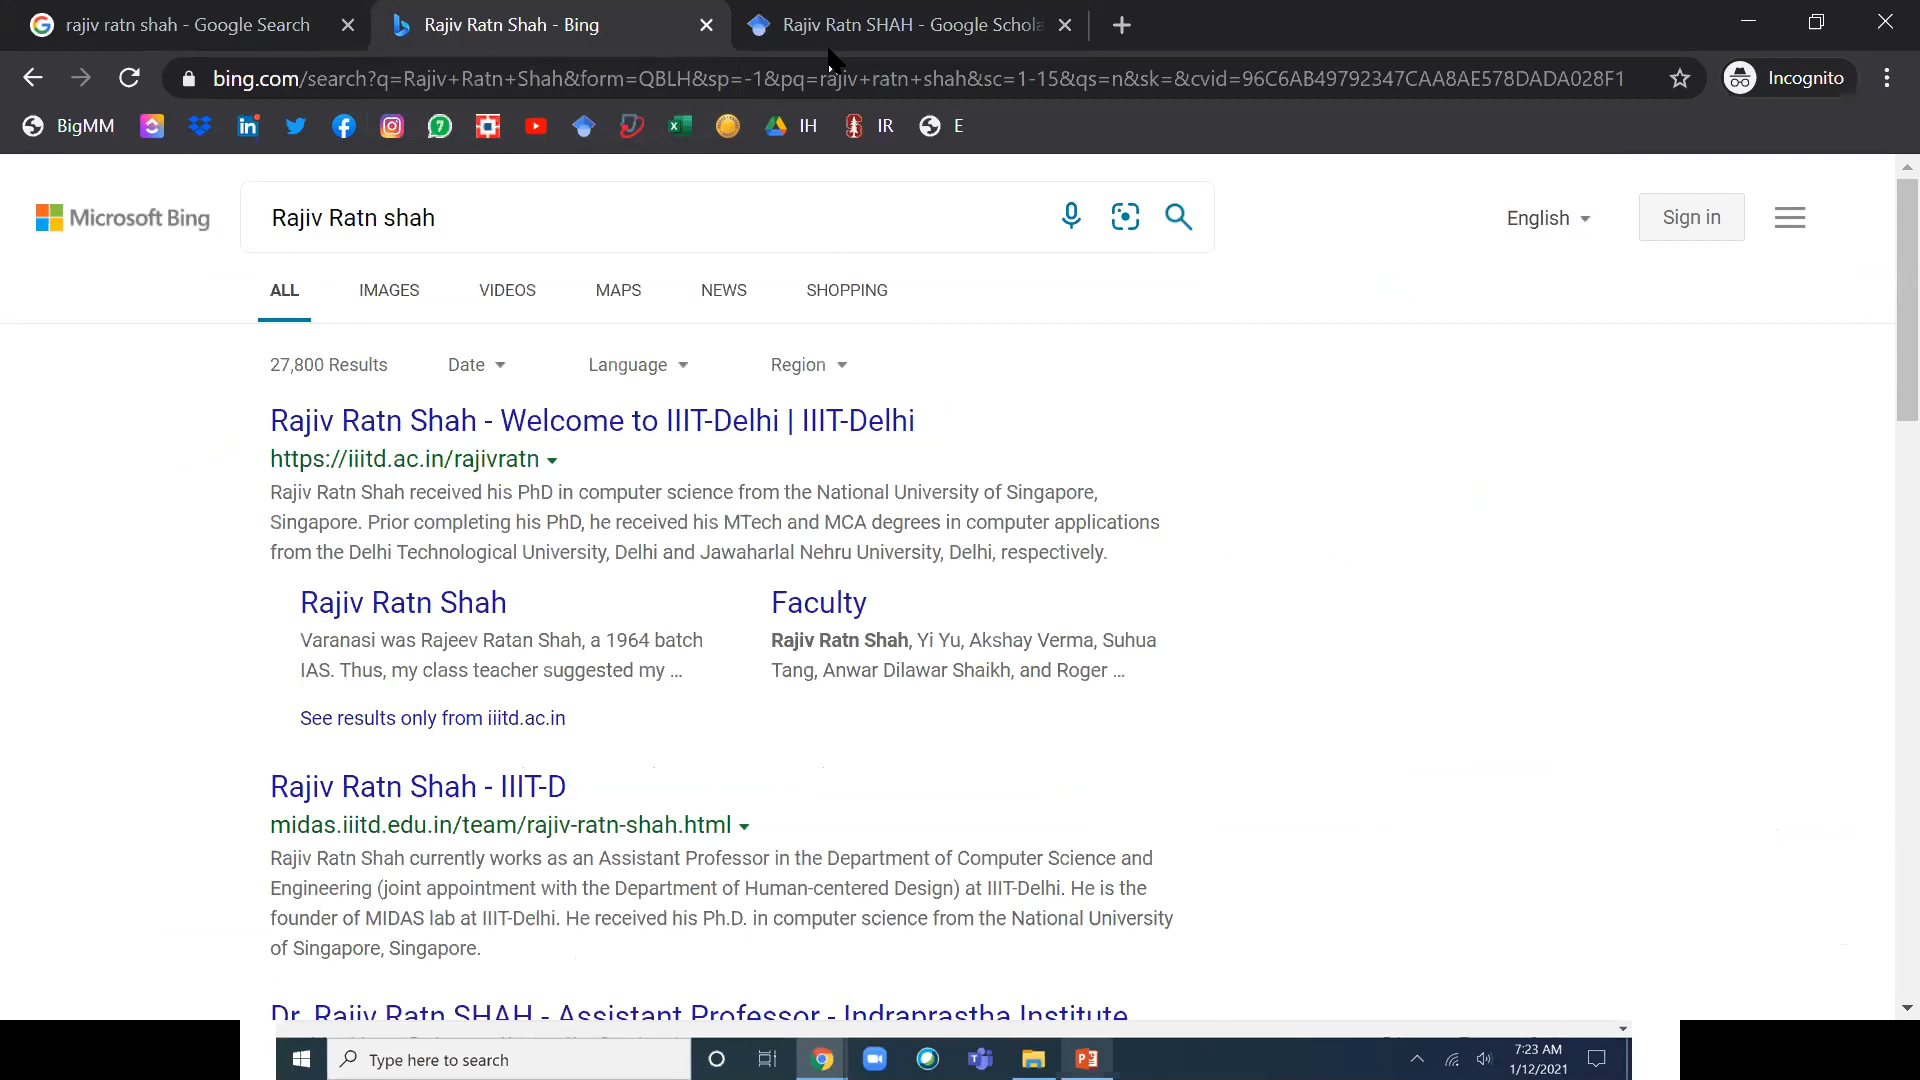 rajiv ratn shah - Google Search
Rajiv Ratn Shah - Bing
Rajiv Ratn SHAH - Google Schola
bing.com/search?q=Rajiv+Ratn+Shah&form=QBLH&sp=-1&pq=rajiv+ratn+shah&sc=1-15&qs=n&sk=&cvid=96C6AB49792347CAA8AE578DADA028F1
Incognito
BigMM
7
IH
IR
E
Microsoft Bing
Rajiv Ratn shah
English
Sign in
ALL IMAGES VIDEOS MAPS NEWS SHOPPING
27,800 Results Date Language Region
Rajiv Ratn Shah - Welcome to IIIT-Delhi | IIIT-Delhi
https://iiitd.ac.in/rajivratn
Rajiv Ratn Shah received his PhD in computer science from the National University of Singapore,
Singapore. Prior completing his PhD, he received his MTech and MCA degrees in computer applications
from the Delhi Technological University, Delhi and Jawaharlal Nehru University, Delhi, respectively.
Rajiv Ratn Shah
Varanasi was Rajeev Ratan Shah, a 1964 batch
IAS. Thus, my class teacher suggested my ...
Faculty
Rajiv Ratn Shah, Yi Yu, Akshay Verma, Suhua
Tang, Anwar Dilawar Shaikh, and Roger ...
See results only from iiitd.ac.in
Rajiv Ratn Shah - IIIT-D
midas.iiitd.edu.in/team/rajiv-ratn-shah.html
Rajiv Ratn Shah currently works as an Assistant Professor in the Department of Computer Science and
Engineering (joint appointment with the Department of Human-centered Design) at IIIT-Delhi. He is the
founder of MIDAS lab at IIIT-Delhi. He received his Ph.D. in computer science from the National University
of Singapore, Singapore.
Dr. Rajiv Ratn SHAH - Assistant Professor - Indraprastha Institute
Type here to search
7:23 AM
1/12/2021